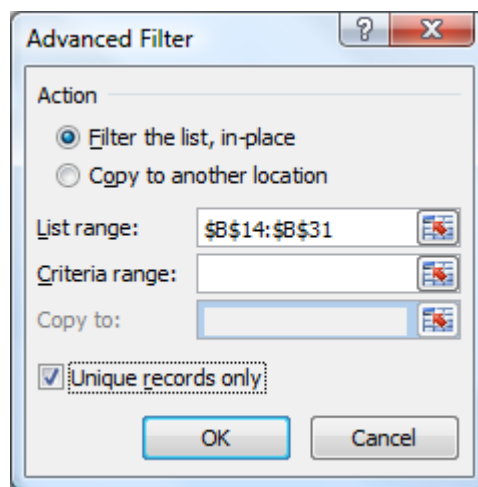 Advanced Filter
Action
Filter the list, in-place
Copy to another location
List range: $B$14:$B$31
Criteria range:
Copy to:
Unique records only
OK Cancel